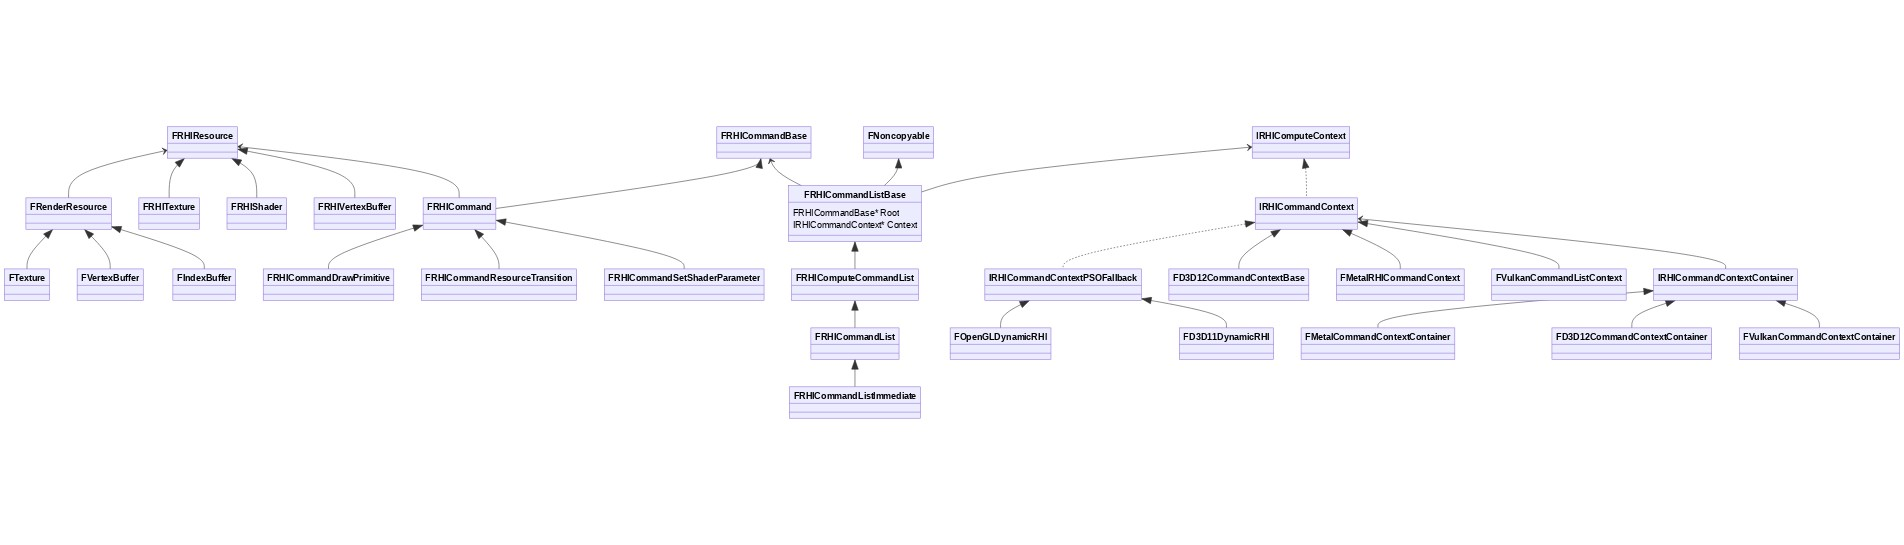 FRHIResource
FRHICommandBase
FNoncopyable
IRHIComputeContext
FRHICommandListBase
FRHICommandBase* Root
IRHICommandContext* Context
FRenderResource
FRHITexture
FRHIShader
FRHIVertexBuffer
FRHICommand
IRHICommandContext
FTexture
FVertexBuffer
FIndexBuffer
FRHICommandDrawPrimitive
FRHICommandResourceTransition
FRHICommandSetShaderParameter
FRHIComputeCommandList
IRHICommandContextPSOFallback
FD3D12CommandContextBase
FMetalRHICommandContext
FVulkanCommandListContext
IRHICommandContextContainer
FRHICommandList
FOpenGLDynamicRHI
FD3D11DynamicRHI
FMetalCommandContextContainer
FD3D12CommandContextContainer
FVulkanCommandContextContainer
FRHICommandListImmediate